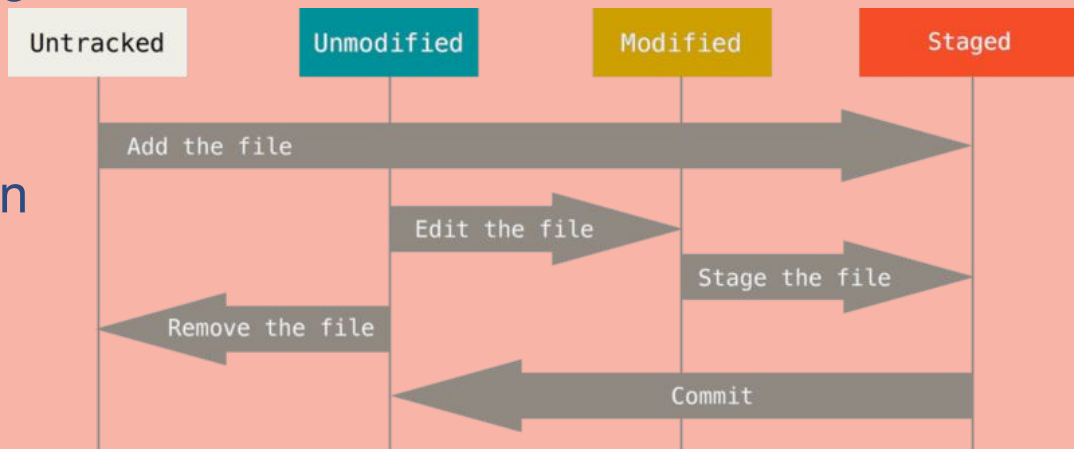 Untracked
Unmodified
Modified
Staged
Add the file
n
Edit the file
Stage the file
Remove the file
Commit